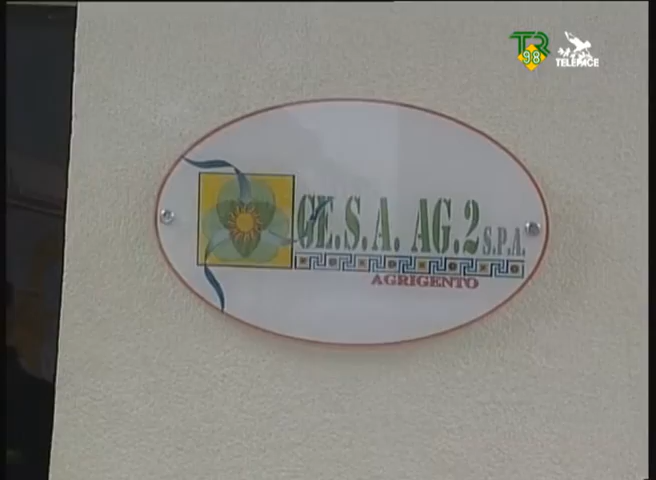 TR
98
TELEPACE
GE.S.A. AG.2 S.P.A.
AGRIGENTO